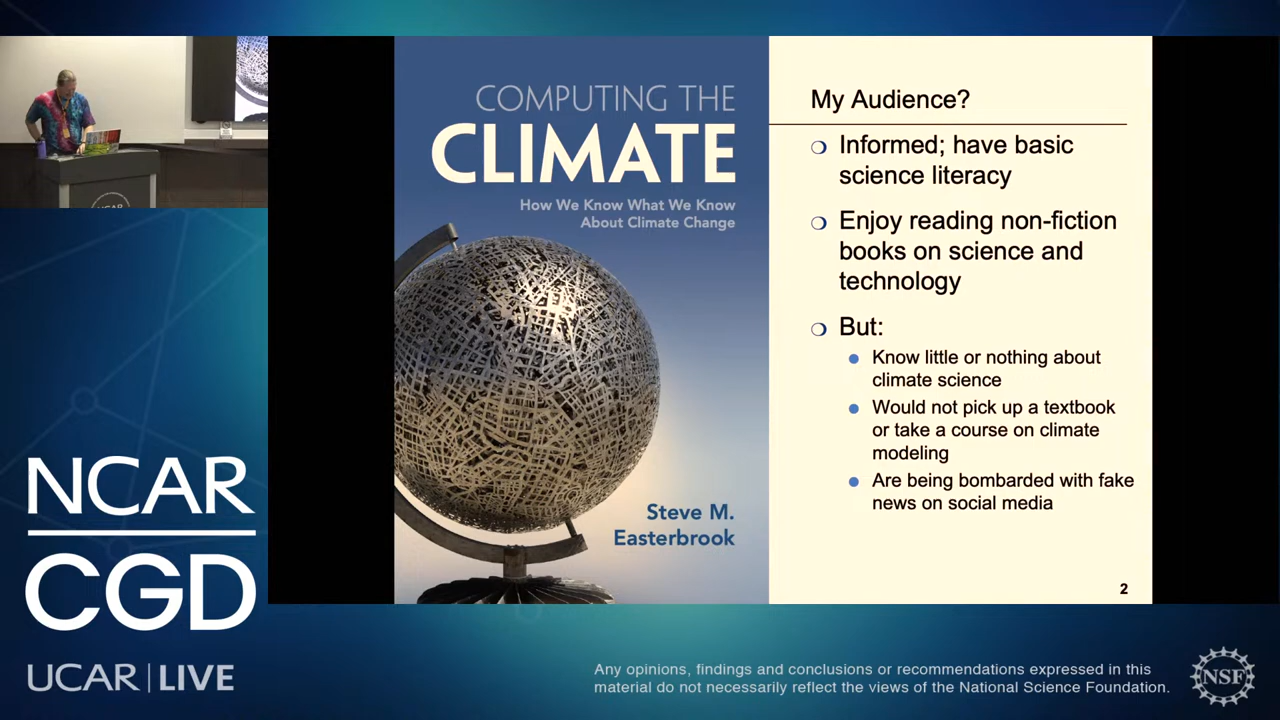 COMPUTING THE
CLIMATE
How We Know What We Know
About Climate Change
Steve M.
Easterbrook
My Audience?
Informed; have basic
science literacy
Enjoy reading non-fiction
books on science and
technology
But:
Know little or nothing about
climate science
Would not pick up a textbook
or take a course on climate
modeling
Are being bombarded with fake
news on social media
2
NCAR
NCAR
CGD
UCAR | LIVE
Any opinions, findings and conclusions or recommendations expressed in this
material do not necessarily reflect the views of the National Science Foundation.
NSF